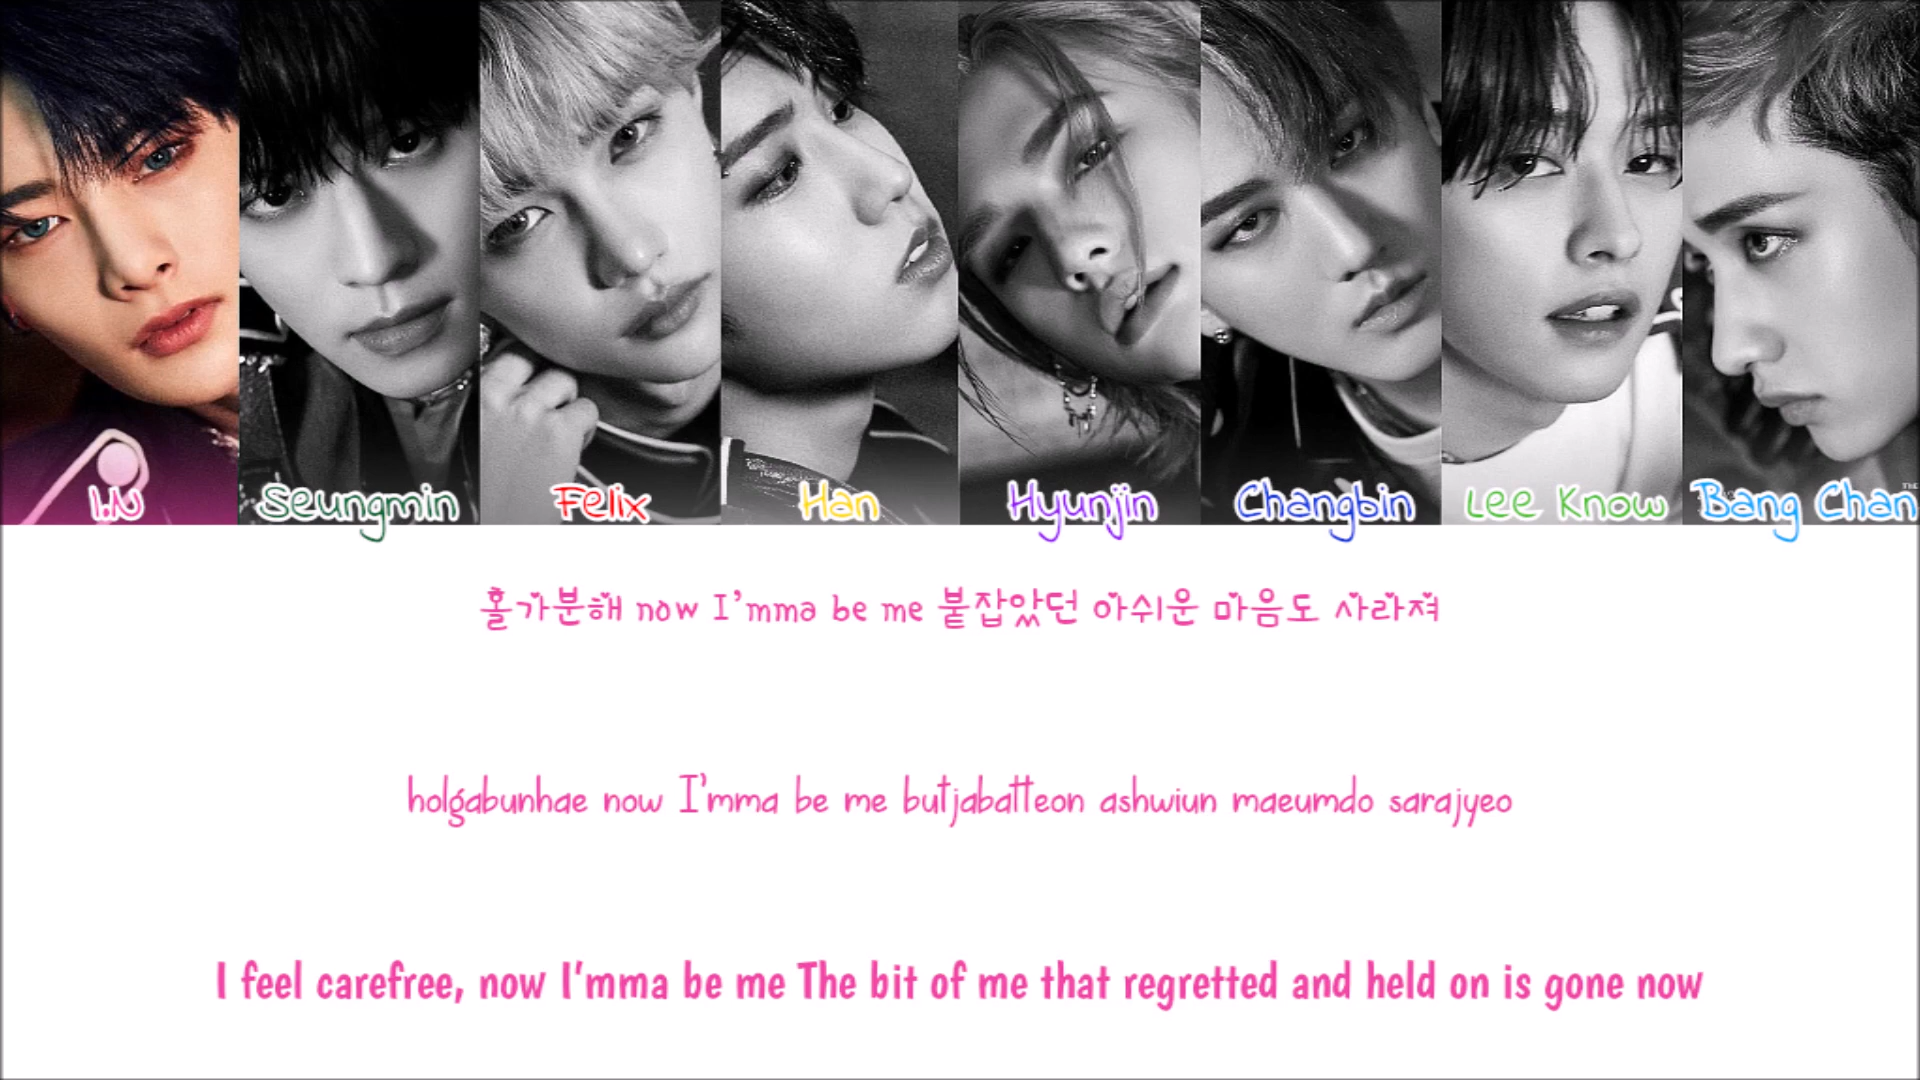 I.N Seungmin Felix Han Hyunjin Changbin Lee Know Bang Chan
홀가분해 now I'mma be me 붙잡았던 아쉬운 마음도 사라져
holgabunhae now I'mma be me butjabatteon ashwiun maeumdo sarajyeo
I feel carefree, now I'mma be me The bit of me that regretted and held on is gone now